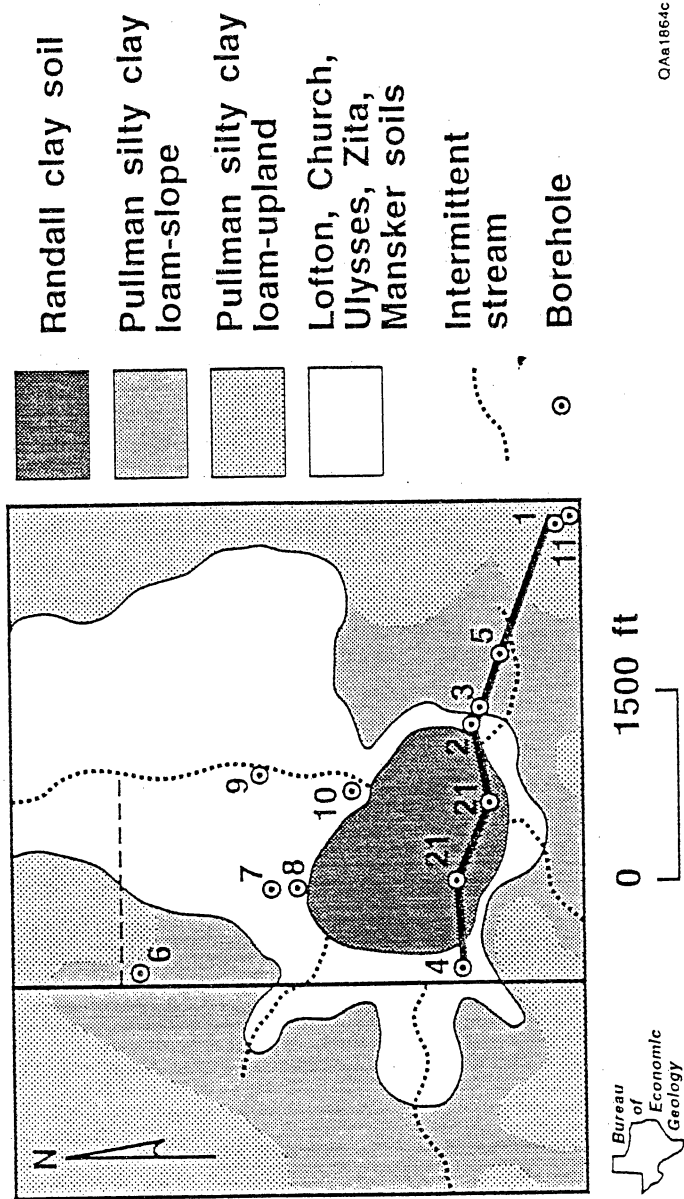 N
6
7
8
9
10
4
21
21
2
3
5
1
11
Randall clay soil
Pullman silty clay
loam-slope
Pullman silty clay
loam-upland
Lofton, Church,
Ulysses, Zita,
Mansker soils
Intermittent
stream
Borehole
0 1500 ft
Bureau
of
Economic
Geology
QAa1864c